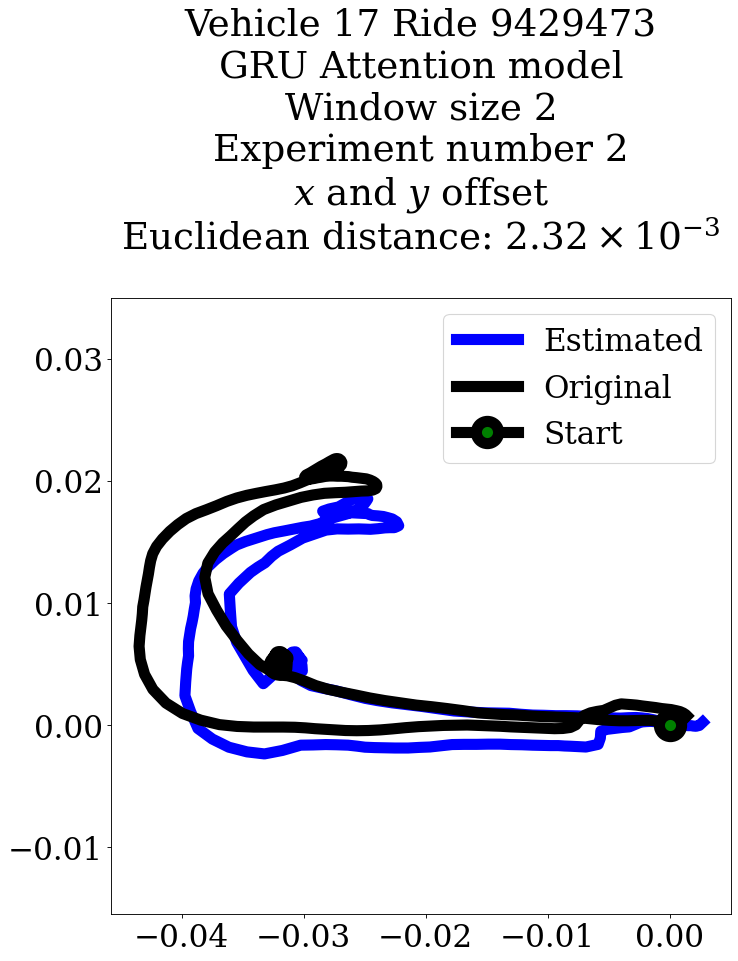 Vehicle 17 Ride 9429473
GRU Attention model
Window size 2
Experiment number 2
x and y offset
Euclidean distance: 2.32 × 10⁻³
Estimated
Original
Start
0.03
0.02
0.01
0.00
−0.01
−0.04 −0.03 −0.02 −0.01 0.00